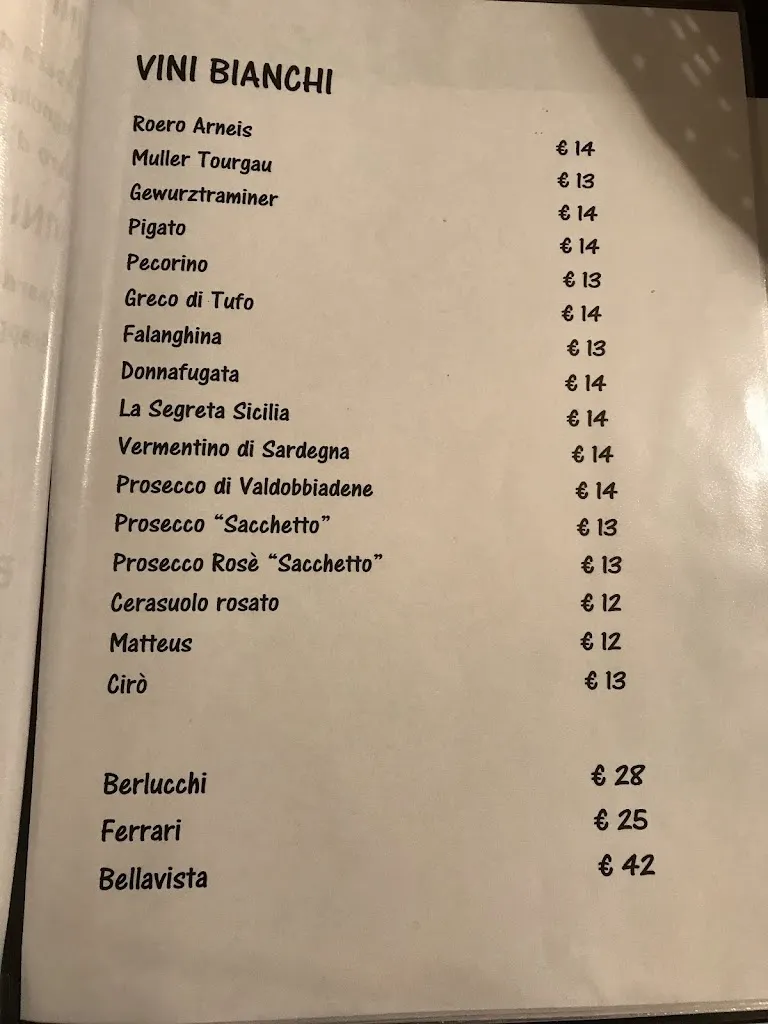 VINI BIANCHI
Roero Arneis € 14
Muller Tourgau € 13
Gewurztraminer € 14
Pigato € 14
Pecorino € 13
Greco di Tufo € 14
Falanghina € 13
Donnafugata € 14
La Segreta Sicilia € 14
Vermentino di Sardegna € 14
Prosecco di Valdobbiadene € 14
Prosecco “Sacchetto” € 13
Prosecco Rosè “Sacchetto” € 13
Cerasuolo rosato € 12
Matteus € 12
Cirò € 13
Berlucchi € 28
Ferrari € 25
Bellavista € 42